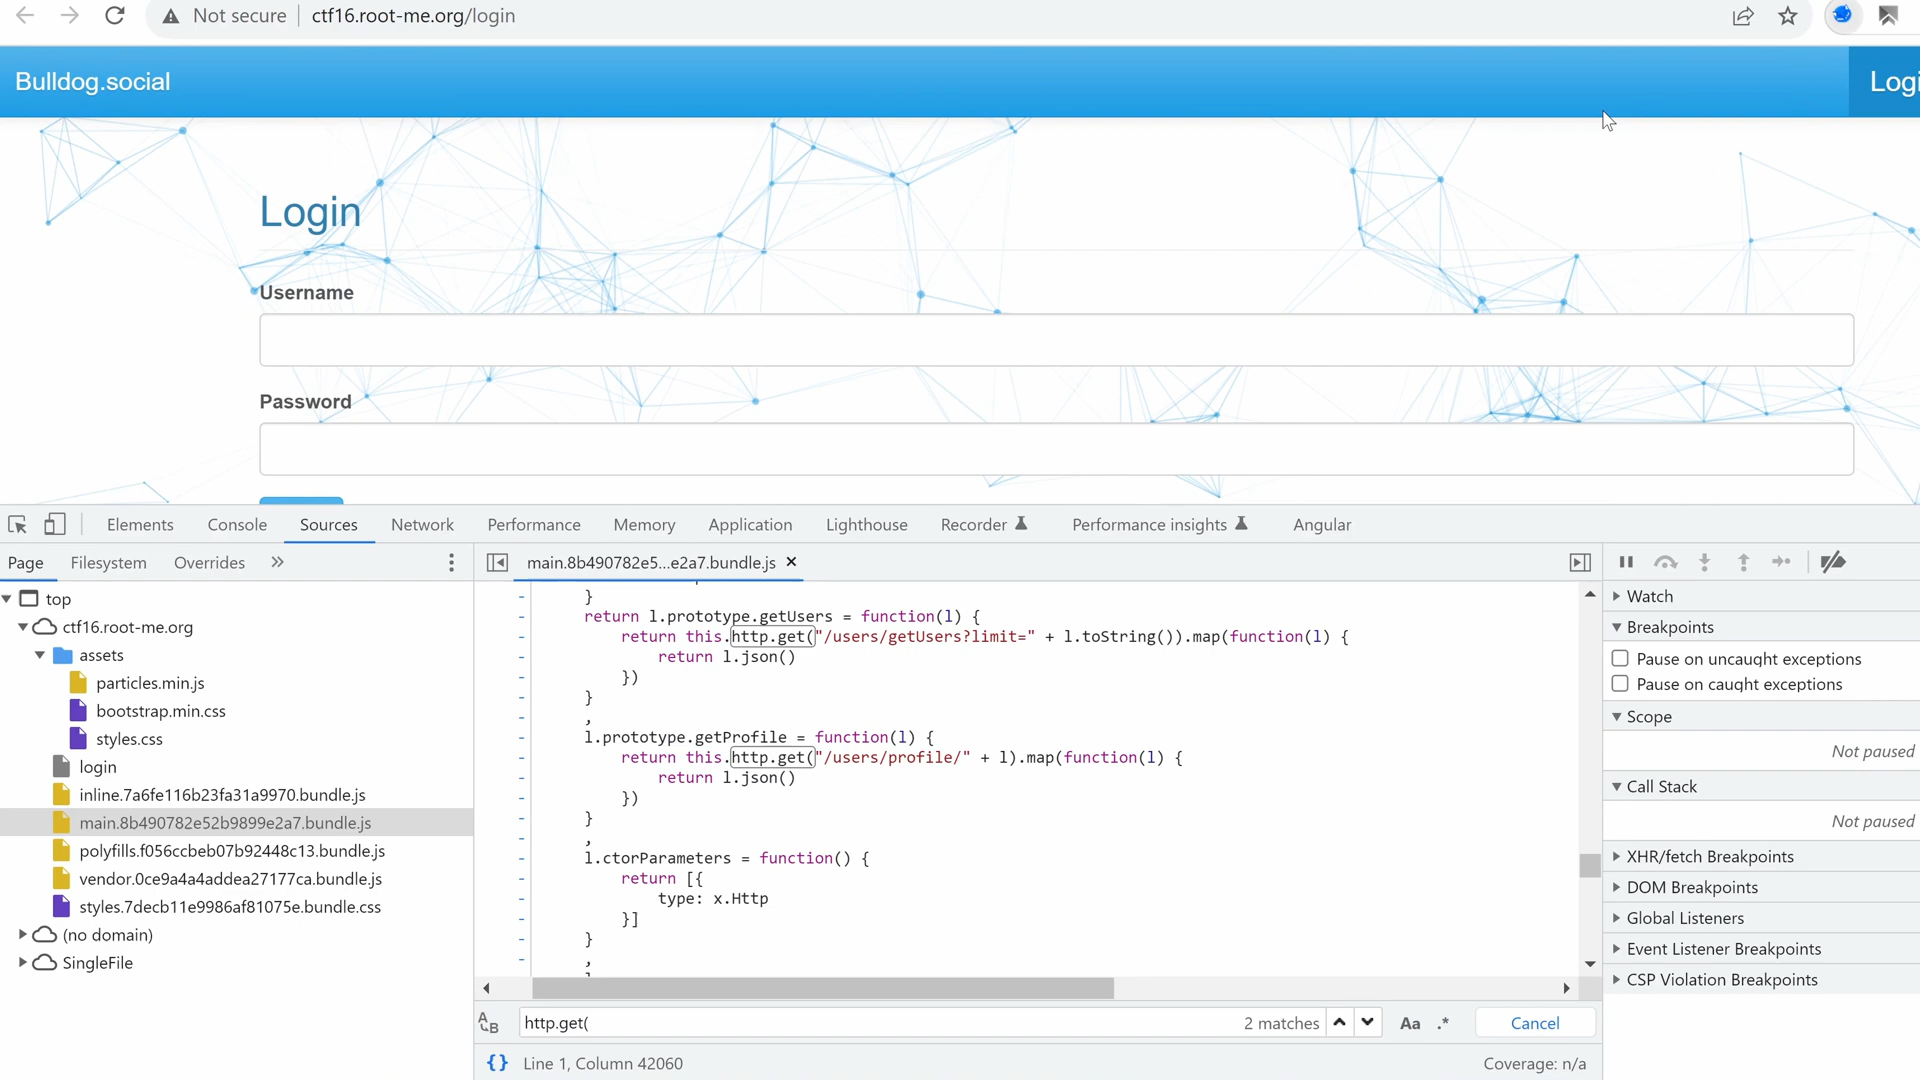 Not secure
ctf16.root-me.org/login
Bulldog.social
Logi
Login
Username
Password
Elements
Console
Sources
Network
Performance
Memory
Application
Lighthouse
Recorder
Performance insights
Angular
Page
Filesystem
Overrides
main.8b490782e5...e2a7.bundle.js
top
ctf16.root-me.org
assets
particles.min.js
bootstrap.min.css
styles.css
login
inline.7a6fe116b23fa31a9970.bundle.js
main.8b490782e52b9899e2a7.bundle.js
polyfills.f056ccbeb07b92448c13.bundle.js
vendor.0ce9a4a4addea27177ca.bundle.js
styles.7decb11e9986af81075e.bundle.css
(no domain)
SingleFile
}
return l.prototype.getUsers = function(l) {
return this.http.get("/users/getUsers?limit=" + l.toString()).map(function(l) {
return l.json()
})
}
,
l.prototype.getProfile = function(l) {
return this.http.get("/users/profile/" + l).map(function(l) {
return l.json()
})
}
,
l.ctorParameters = function() {
return [{
type: x.Http
}]
}
,
http.get(
2 matches
Aa
.*
Cancel
{} Line 1, Column 42060
Coverage: n/a
Watch
Breakpoints
Pause on uncaught exceptions
Pause on caught exceptions
Scope
Not paused
Call Stack
Not paused
XHR/fetch Breakpoints
DOM Breakpoints
Global Listeners
Event Listener Breakpoints
CSP Violation Breakpoints